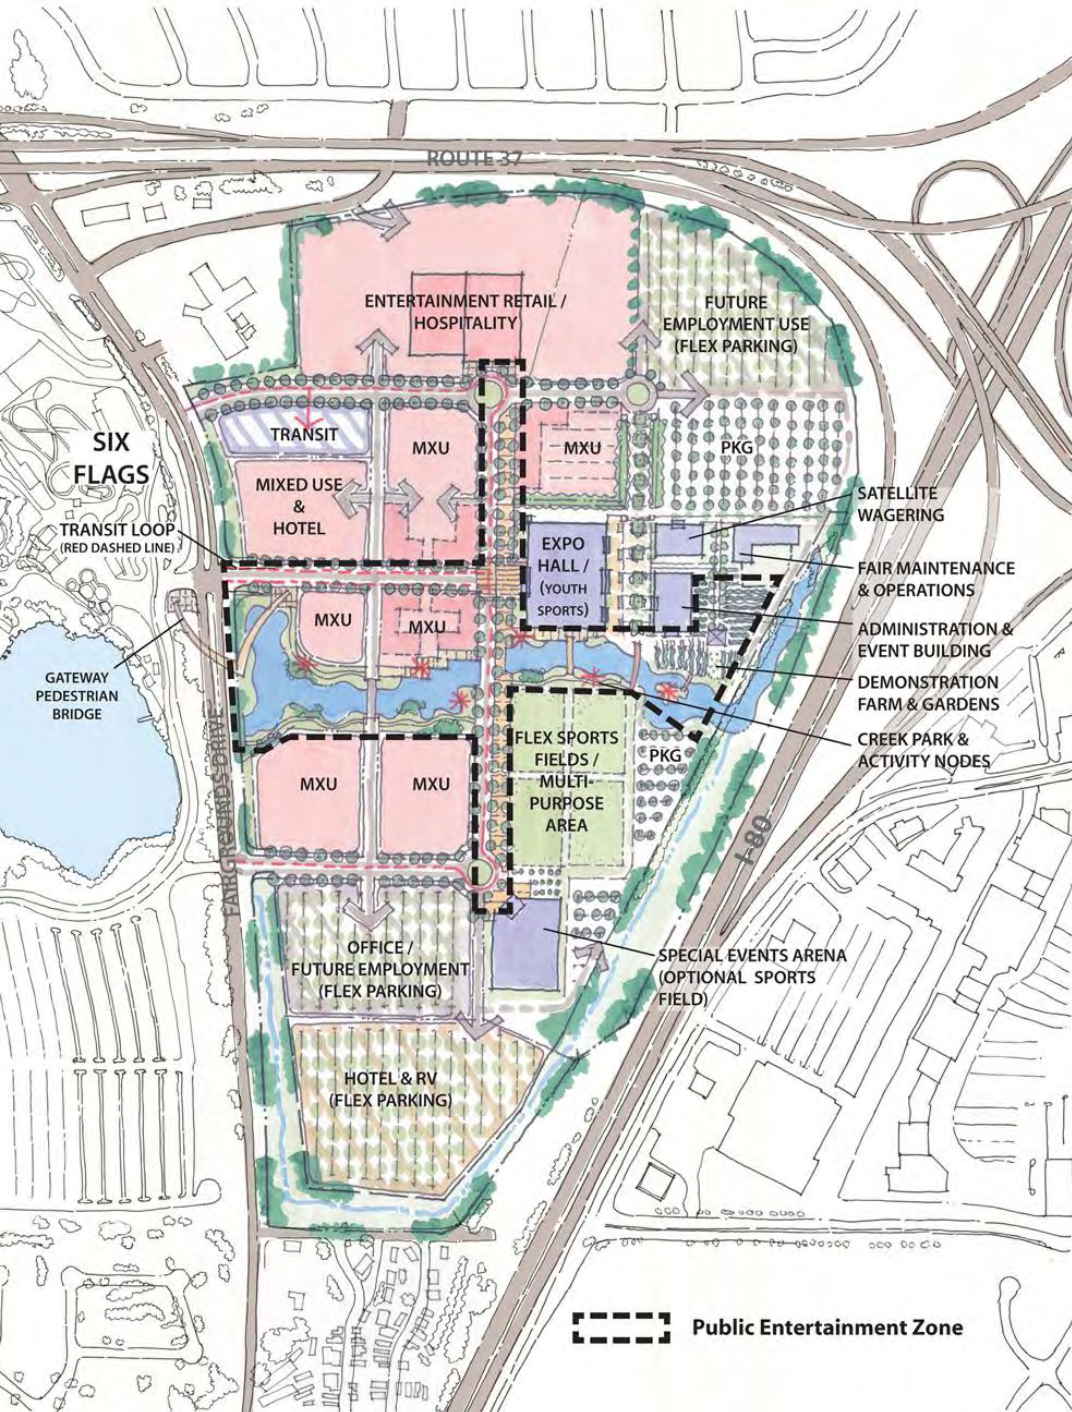 ROUTE 37
ENTERTAINMENT RETAIL /
HOSPITALITY
FUTURE
EMPLOYMENT USE
(FLEX PARKING)
SIX
FLAGS
TRANSIT
MXU
MXU
PKG
MIXED USE
&
HOTEL
SATELLITE
WAGERING
TRANSIT LOOP
(RED DASHED LINE)
EXPO
HALL /
(YOUTH
SPORTS)
FAIR MAINTENANCE
& OPERATIONS
MXU
MXU
ADMINISTRATION &
EVENT BUILDING
GATEWAY
PEDESTRIAN
BRIDGE
DEMONSTRATION
FARM & GARDENS
CREEK PARK &
ACTIVITY NODES
FLEX SPORTS
FIELDS /
MULTI-
PURPOSE
AREA
PKG
MXU
MXU
FAIRGROUNDS DRIVE
I-80
OFFICE /
FUTURE EMPLOYMENT
(FLEX PARKING)
SPECIAL EVENTS ARENA
(OPTIONAL SPORTS
FIELD)
HOTEL & RV
(FLEX PARKING)
Public Entertainment Zone